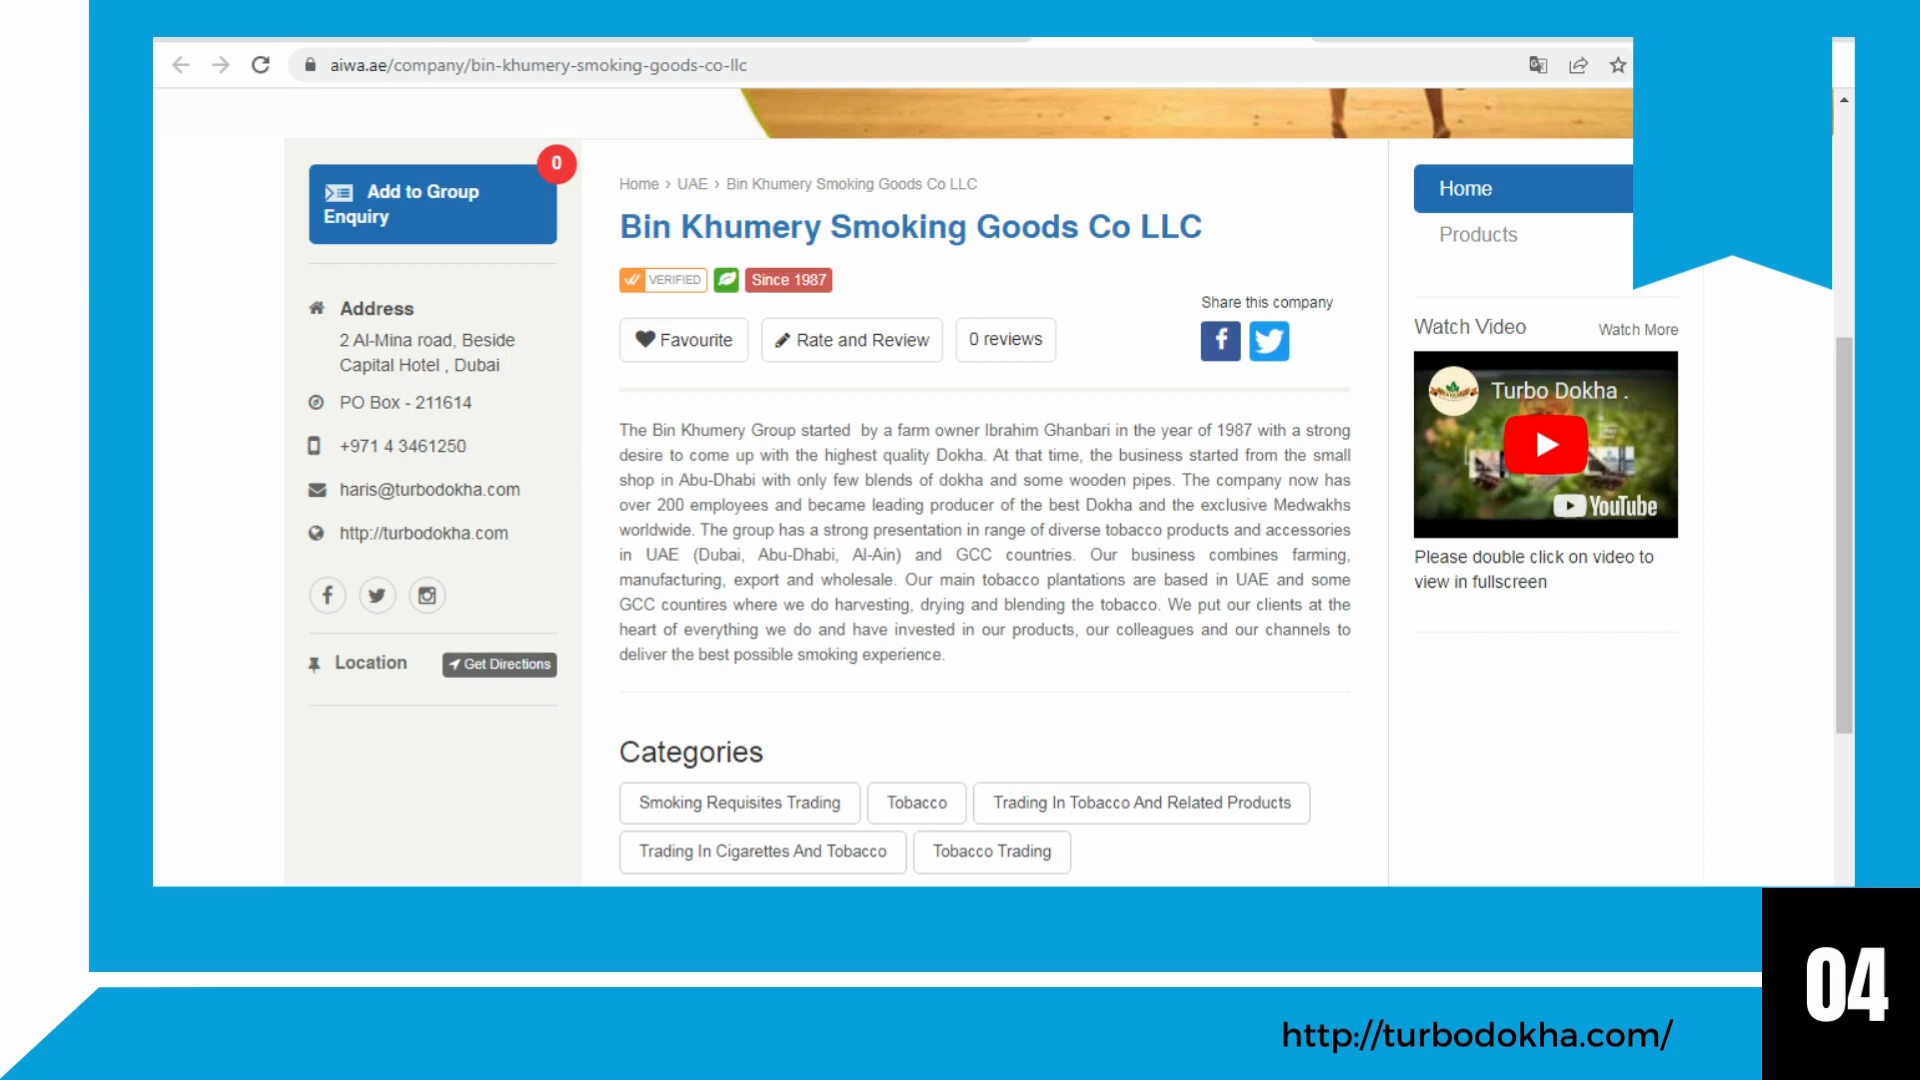 aiwa.ae/company/bin-khumery-smoking-goods-co-llc
0
Add to Group
Enquiry
Address
2 Al-Mina road, Beside
Capital Hotel , Dubai
PO Box - 211614
+971 4 3461250
haris@turbodokha.com
http://turbodokha.com
Location
Get Directions
Home › UAE › Bin Khumery Smoking Goods Co LLC
Bin Khumery Smoking Goods Co LLC
VERIFIED
Since 1987
Favourite
Rate and Review
0 reviews
Share this company
The Bin Khumery Group started by a farm owner Ibrahim Ghanbari in the year of 1987 with a strong
desire to come up with the highest quality Dokha. At that time, the business started from the small
shop in Abu-Dhabi with only few blends of dokha and some wooden pipes. The company now has
over 200 employees and became leading producer of the best Dokha and the exclusive Medwakhs
worldwide. The group has a strong presentation in range of diverse tobacco products and accessories
in UAE (Dubai, Abu-Dhabi, Al-Ain) and GCC countries. Our business combines farming,
manufacturing, export and wholesale. Our main tobacco plantations are based in UAE and some
GCC countires where we do harvesting, drying and blending the tobacco. We put our clients at the
heart of everything we do and have invested in our products, our colleagues and our channels to
deliver the best possible smoking experience.
Categories
Smoking Requisites Trading
Tobacco
Trading In Tobacco And Related Products
Trading In Cigarettes And Tobacco
Tobacco Trading
Home
Products
Watch Video
Watch More
Turbo Dokha .
YouTube
Please double click on video to
view in fullscreen
04
http://turbodokha.com/